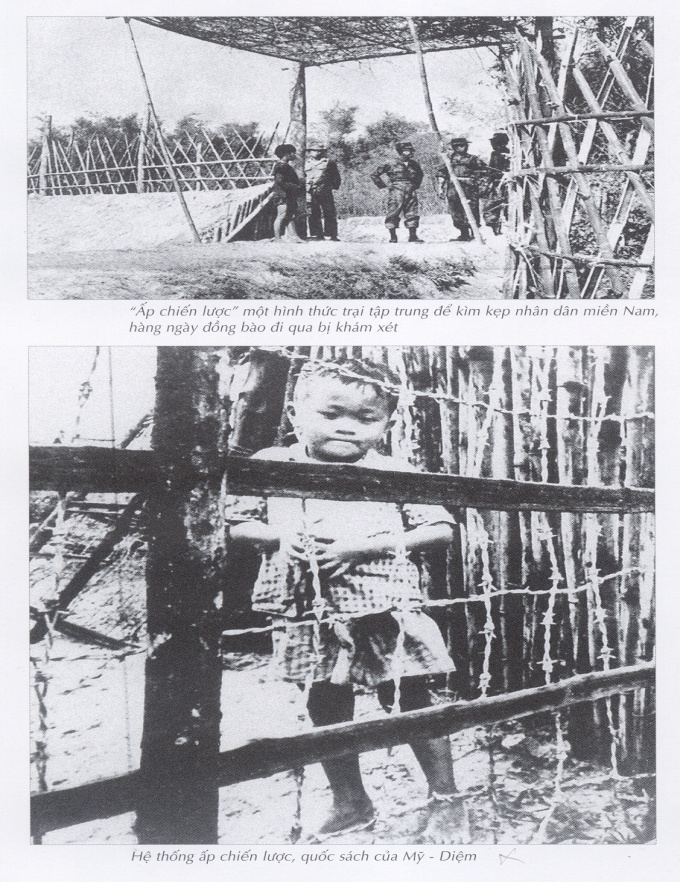 “Ấp chiến lược” một hình thức trại tập trung để kìm kẹp nhân dân miền Nam,
hàng ngày đồng bào đi qua bị khám xét
Hệ thống ấp chiến lược, quốc sách của Mỹ - Diệm